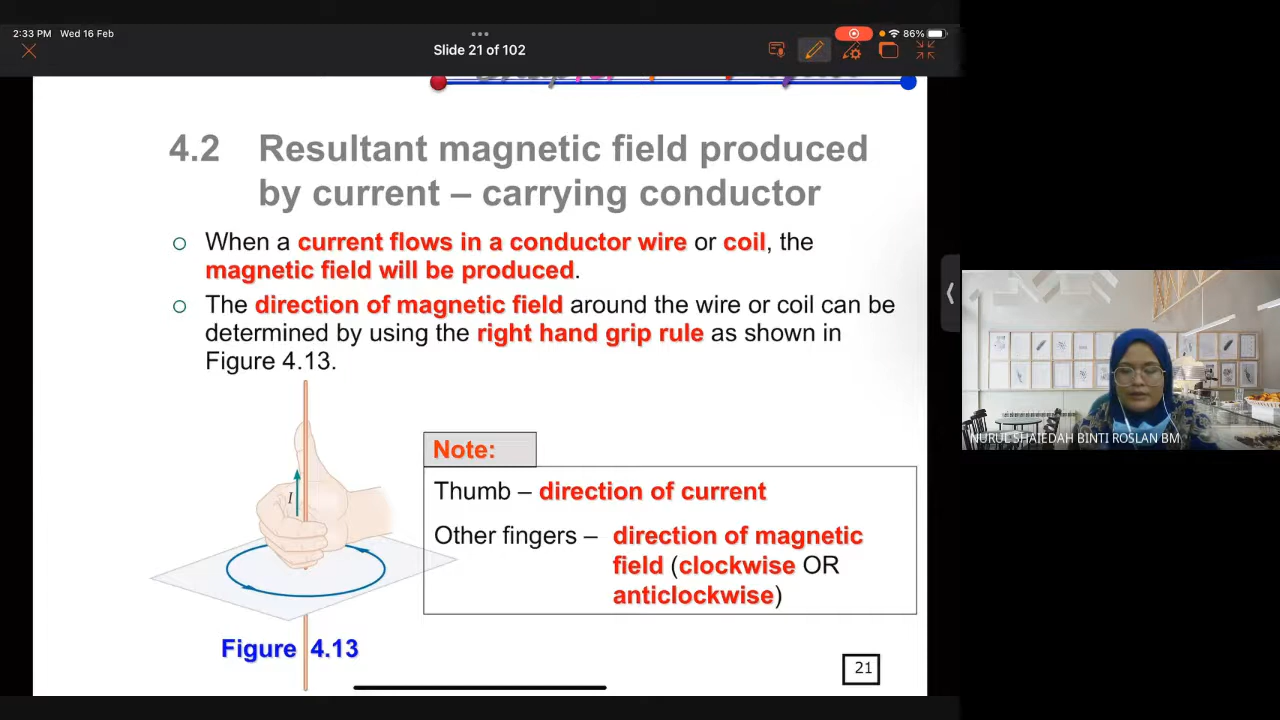 2:33 PM Wed 16 Feb
86%
Slide 21 of 102
4.2 Resultant magnetic field produced
by current – carrying conductor
When a current flows in a conductor wire or coil, the
magnetic field will be produced.
The direction of magnetic field around the wire or coil can be
determined by using the right hand grip rule as shown in
Figure 4.13.
I
Note:
Thumb – direction of current
Other fingers – direction of magnetic
field (clockwise OR
anticlockwise)
Figure 4.13
21
NURUL SHAIEDAH BINTI ROSLAN BM